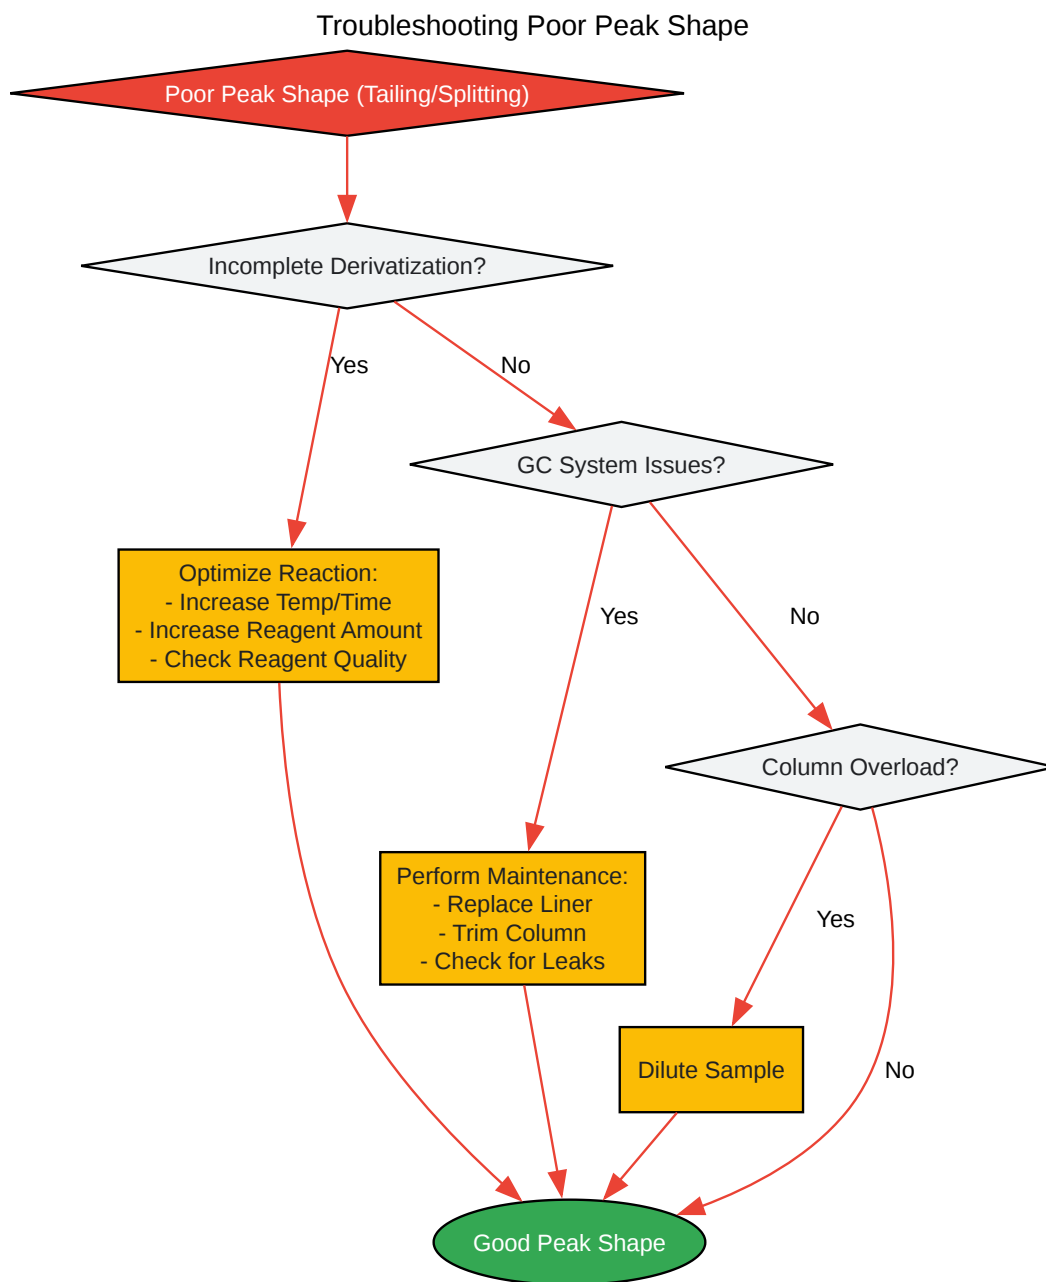 Troubleshooting Poor Peak Shape
Poor Peak Shape (Tailing/Splitting)
Incomplete Derivatization?
Yes
No
GC System Issues?
Optimize Reaction:
- Increase Temp/Time
- Increase Reagent Amount
- Check Reagent Quality
Yes
No
Column Overload?
Perform Maintenance:
- Replace Liner
- Trim Column
- Check for Leaks
Yes
Dilute Sample
No
Good Peak Shape